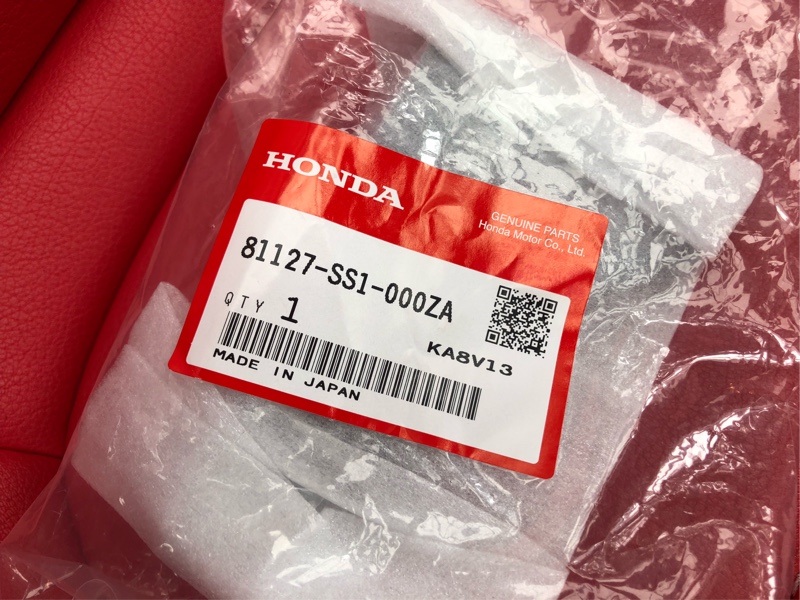 HONDA
GENUINE PARTS
Honda Motor Co., Ltd.
81127-SS1-000ZA
QTY 1
KA8V13
MADE IN JAPAN